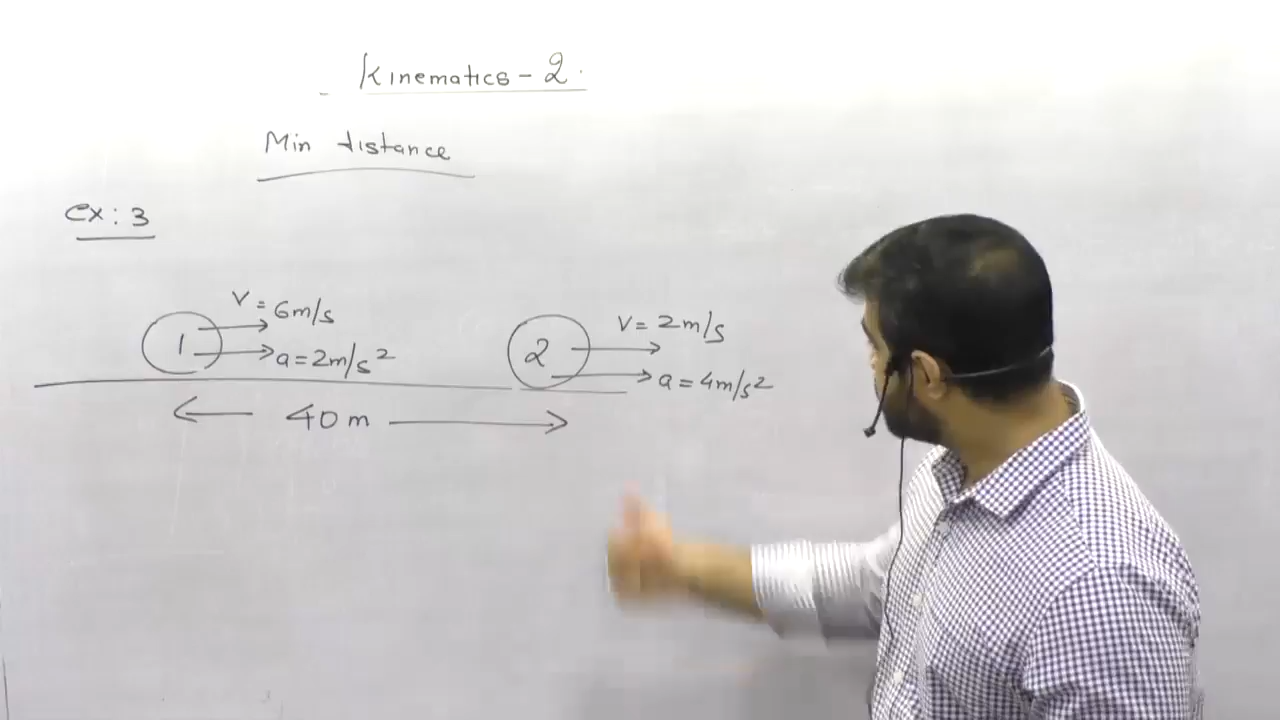 Kinematics - 2.
Min distance
ex: 3
1
v = 6m/s
a = 2m/s²
2
v = 2m/s
a = 4m/s²
40 m